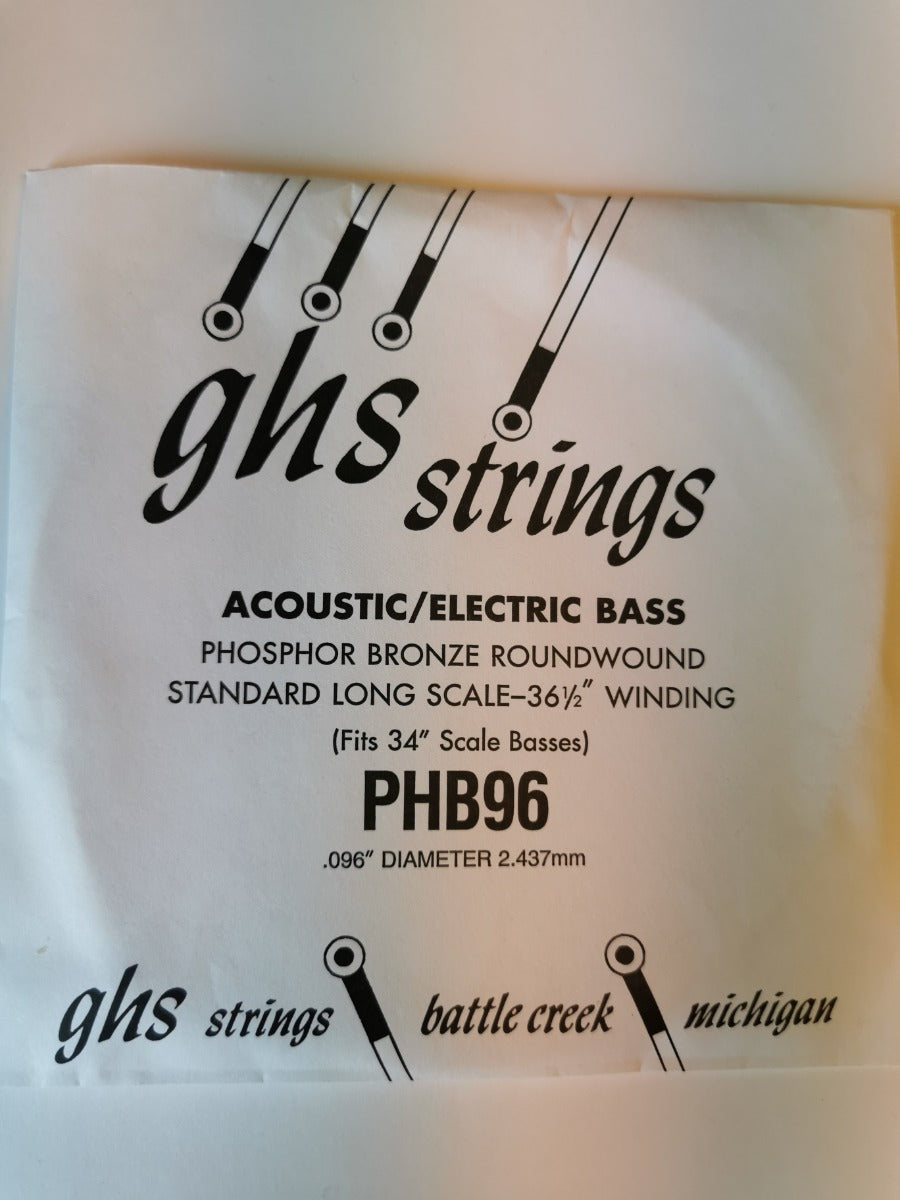 ghs strings
ACOUSTIC/ELECTRIC BASS
PHOSPHOR BRONZE ROUNDWOUND
STANDARD LONG SCALE–36½" WINDING
(Fits 34" Scale Basses)
PHB96
.096" DIAMETER 2.437mm
ghs strings battle creek michigan